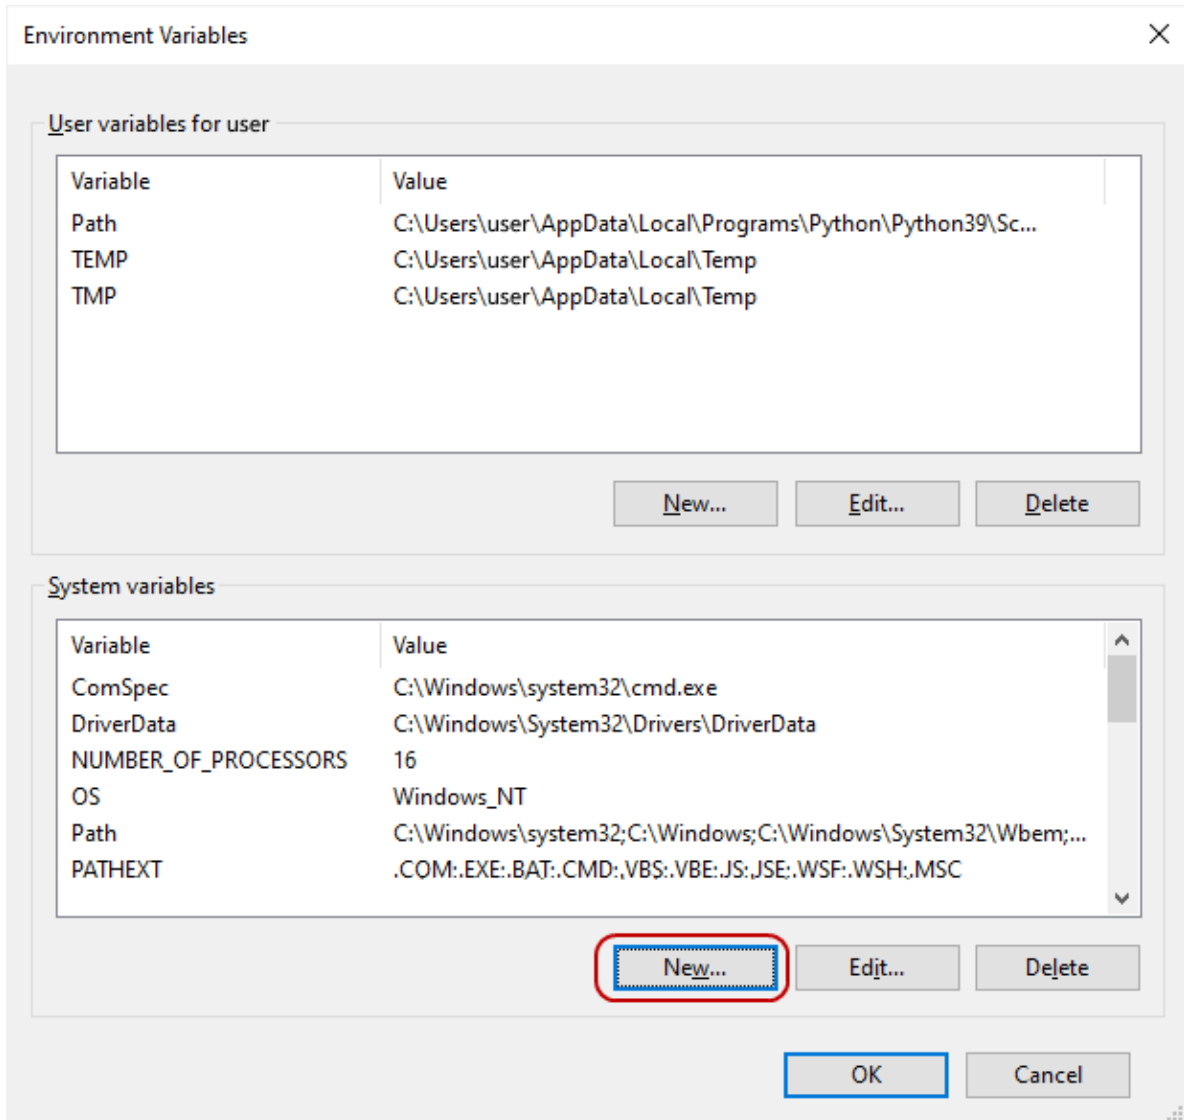 Environment Variables
User variables for user
Variable Value
Path C:\Users\user\AppData\Local\Programs\Python\Python39\Sc...
TEMP C:\Users\user\AppData\Local\Temp
TMP C:\Users\user\AppData\Local\Temp
New... Edit... Delete
System variables
Variable Value
ComSpec C:\Windows\system32\cmd.exe
DriverData C:\Windows\System32\Drivers\DriverData
NUMBER_OF_PROCESSORS 16
OS Windows_NT
Path C:\Windows\system32;C:\Windows;C:\Windows\System32\Wbem;...
PATHEXT .COM;.EXE;.BAT;.CMD;.VBS;.VBE;.JS;.JSE;.WSF;.WSH;.MSC
New... Edit... Delete
OK Cancel